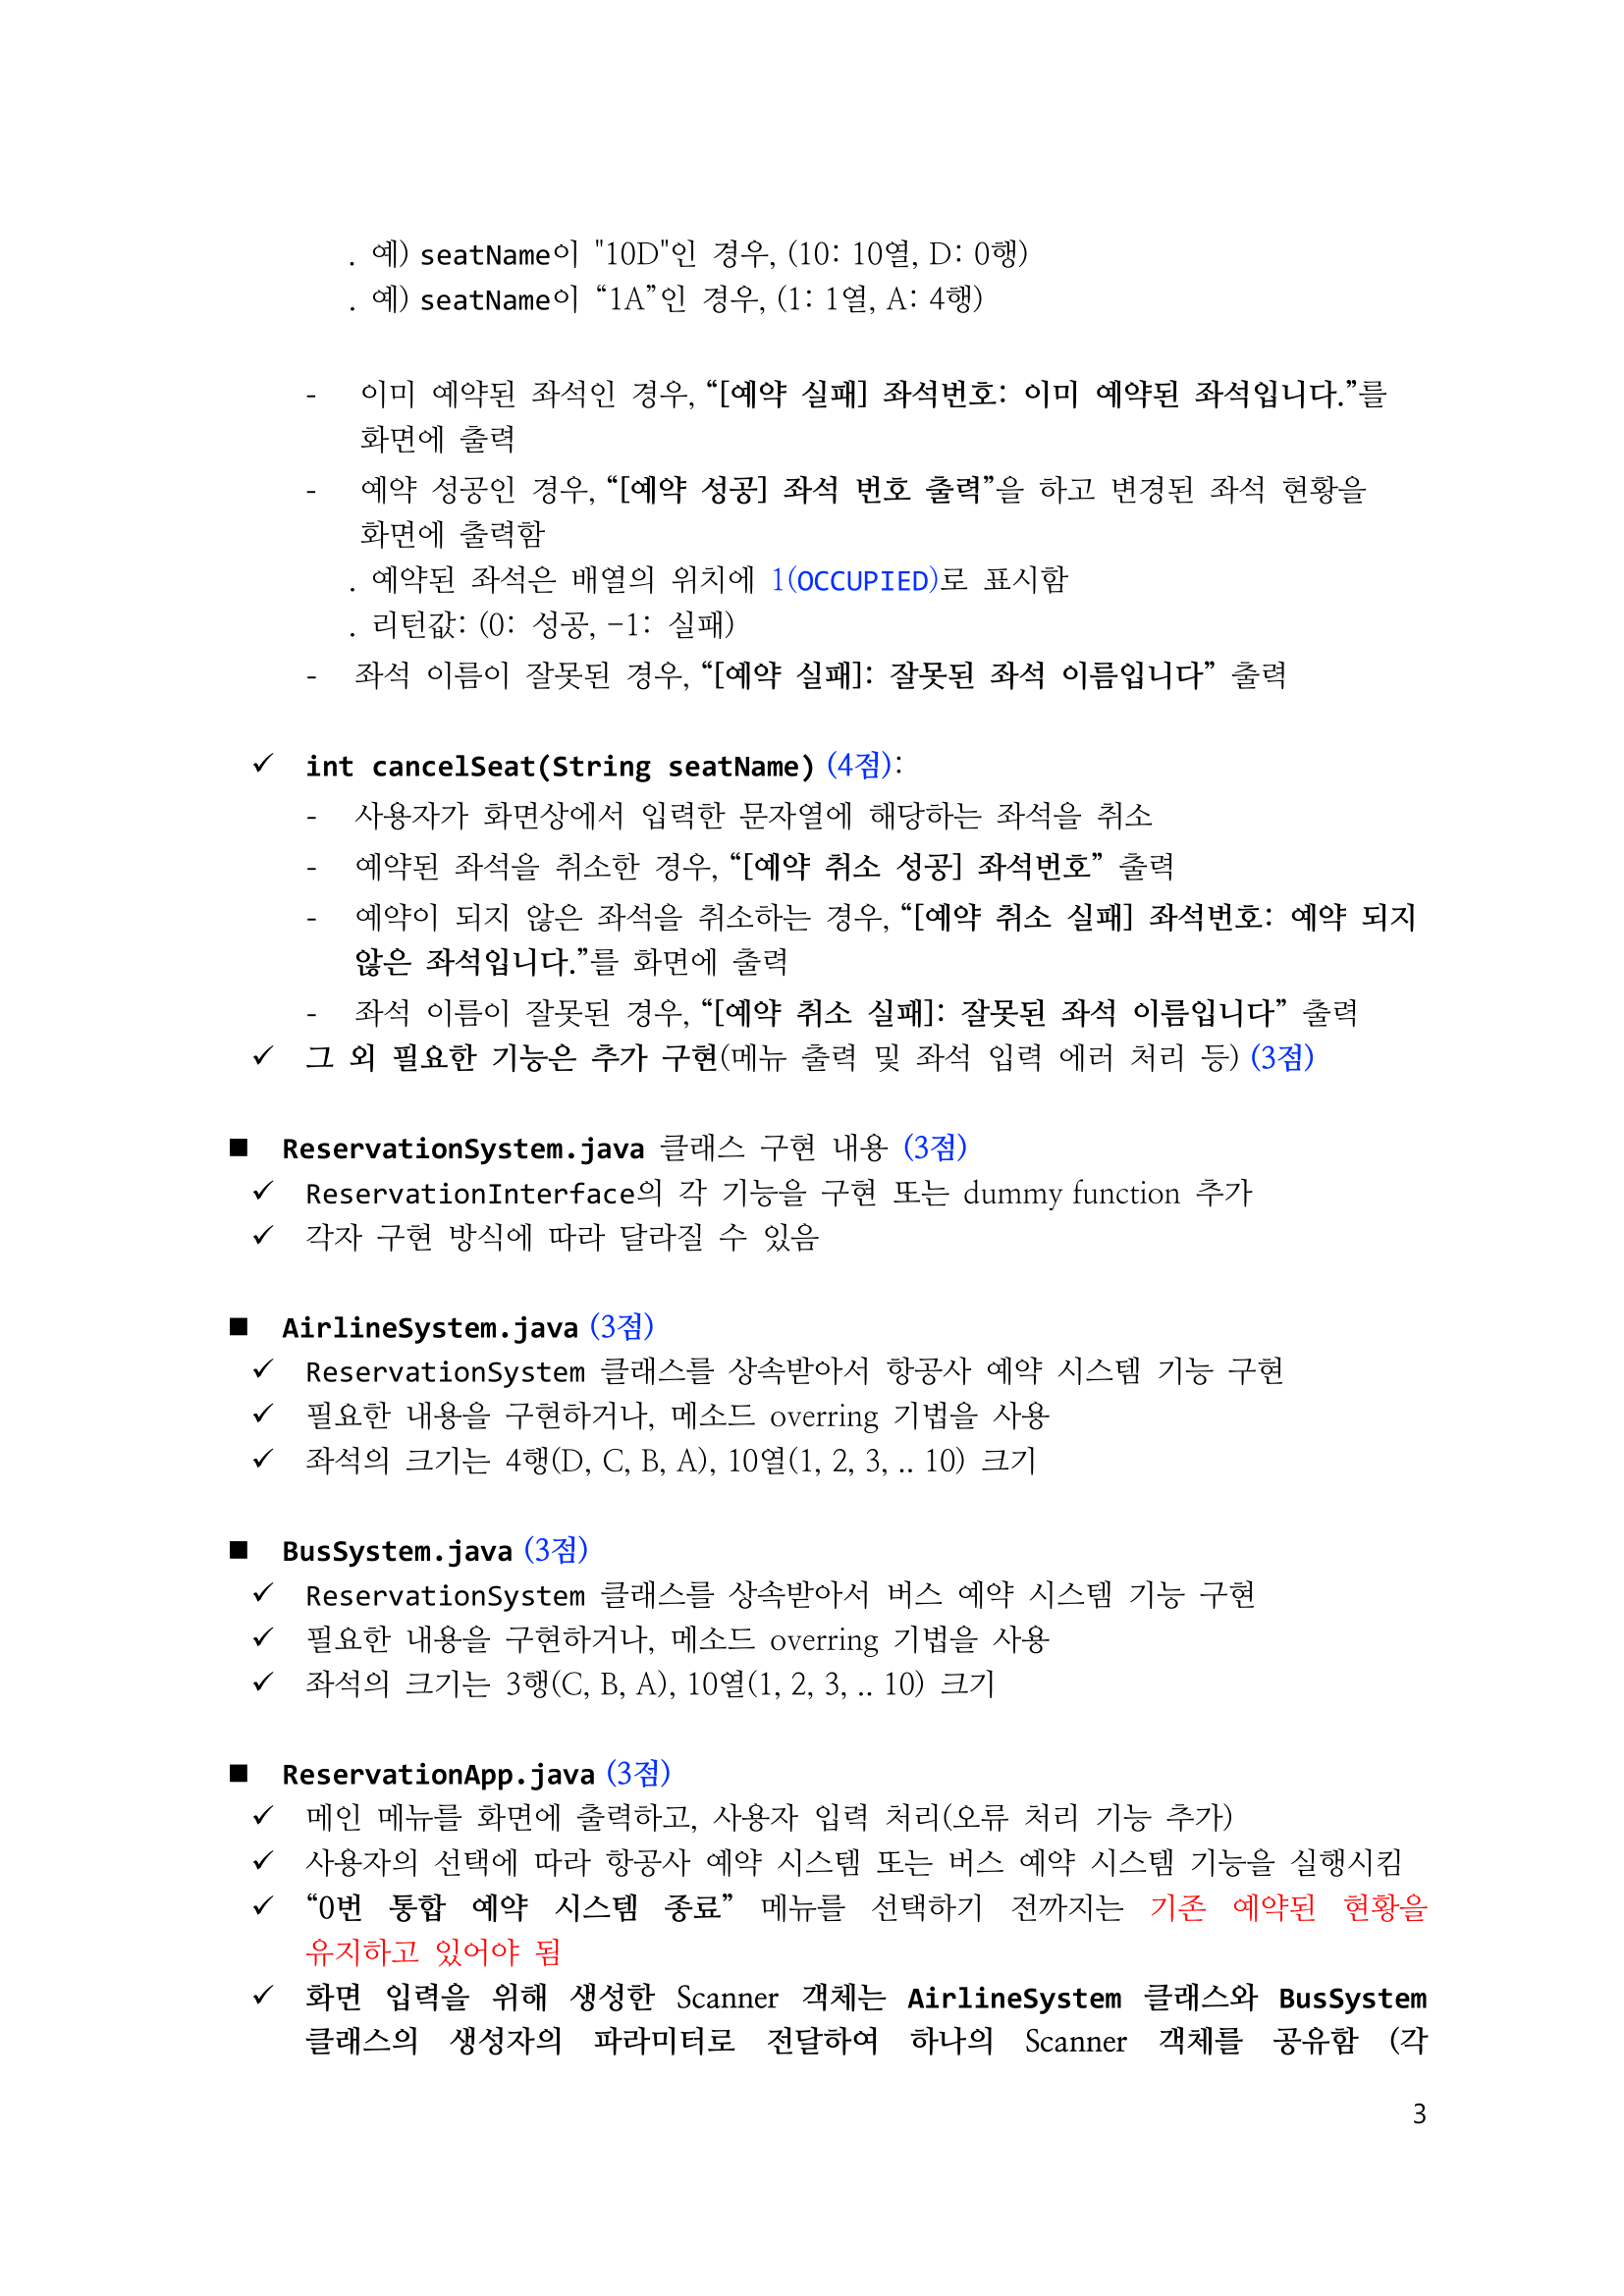 . 예) seatName이 "10D"인 경우, (10: 10열, D: 0행)
. 예) seatName이 “1A”인 경우, (1: 1열, A: 4행)
- 이미 예약된 좌석인 경우, “[예약 실패] 좌석번호: 이미 예약된 좌석입니다.”를
화면에 출력
- 예약 성공인 경우, “[예약 성공] 좌석 번호 출력”을 하고 변경된 좌석 현황을
화면에 출력함
. 예약된 좌석은 배열의 위치에 1(OCCUPIED)로 표시함
. 리턴값: (0: 성공, -1: 실패)
- 좌석 이름이 잘못된 경우, “[예약 실패]: 잘못된 좌석 이름입니다” 출력
✓ int cancelSeat(String seatName) (4점):
- 사용자가 화면상에서 입력한 문자열에 해당하는 좌석을 취소
- 예약된 좌석을 취소한 경우, “[예약 취소 성공] 좌석번호” 출력
- 예약이 되지 않은 좌석을 취소하는 경우, “[예약 취소 실패] 좌석번호: 예약 되지
않은 좌석입니다.”를 화면에 출력
- 좌석 이름이 잘못된 경우, “[예약 취소 실패]: 잘못된 좌석 이름입니다” 출력
✓ 그 외 필요한 기능은 추가 구현(메뉴 출력 및 좌석 입력 에러 처리 등) (3점)
■ ReservationSystem.java 클래스 구현 내용 (3점)
✓ ReservationInterface의 각 기능을 구현 또는 dummy function 추가
✓ 각자 구현 방식에 따라 달라질 수 있음
■ AirlineSystem.java (3점)
✓ ReservationSystem 클래스를 상속받아서 항공사 예약 시스템 기능 구현
✓ 필요한 내용을 구현하거나, 메소드 overring 기법을 사용
✓ 좌석의 크기는 4행(D, C, B, A), 10열(1, 2, 3, .. 10) 크기
■ BusSystem.java (3점)
✓ ReservationSystem 클래스를 상속받아서 버스 예약 시스템 기능 구현
✓ 필요한 내용을 구현하거나, 메소드 overring 기법을 사용
✓ 좌석의 크기는 3행(C, B, A), 10열(1, 2, 3, .. 10) 크기
■ ReservationApp.java (3점)
✓ 메인 메뉴를 화면에 출력하고, 사용자 입력 처리(오류 처리 기능 추가)
✓ 사용자의 선택에 따라 항공사 예약 시스템 또는 버스 예약 시스템 기능을 실행시킴
✓ “0번 통합 예약 시스템 종료” 메뉴를 선택하기 전까지는 기존 예약된 현황을
유지하고 있어야 됨
✓ 화면 입력을 위해 생성한 Scanner 객체는 AirlineSystem 클래스와 BusSystem
클래스의 생성자의 파라미터로 전달하여 하나의 Scanner 객체를 공유함 (각
3